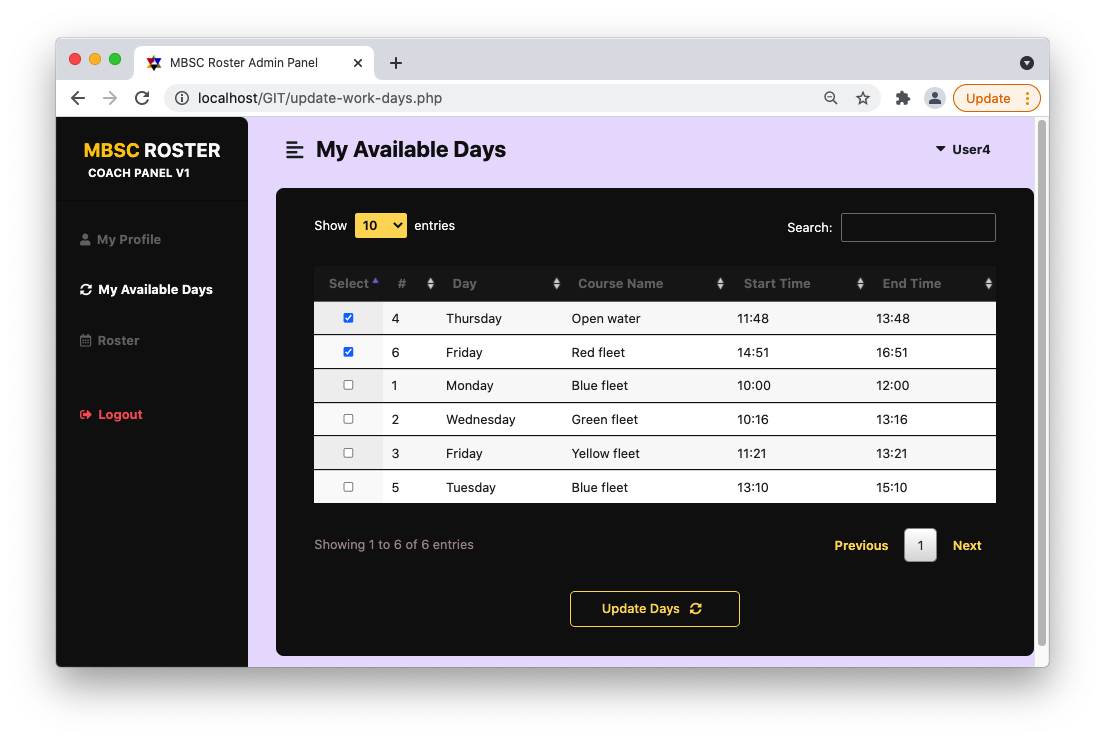 MBSC Roster Admin Panel
localhost/GIT/update-work-days.php
Update
MBSC ROSTER
COACH PANEL V1
My Profile
My Available Days
Roster
Logout
My Available Days
User4
Show 10 entries
Search:
Select # Day Course Name Start Time End Time
4 Thursday Open water 11:48 13:48
6 Friday Red fleet 14:51 16:51
1 Monday Blue fleet 10:00 12:00
2 Wednesday Green fleet 10:16 13:16
3 Friday Yellow fleet 11:21 13:21
5 Tuesday Blue fleet 13:10 15:10
Showing 1 to 6 of 6 entries
Previous 1 Next
Update Days